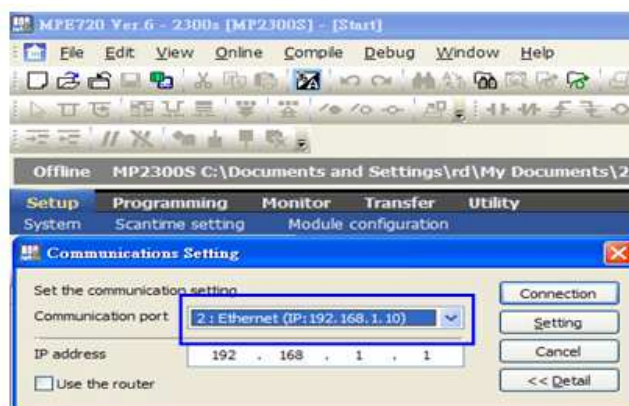 MPE720 Ver.6 - 2300s [MP2300S] - [Start]
File Edit View Online Compile Debug Window Help
Offline MP2300S C:\Documents and Settings\rd\My Documents\2
Setup Programming Monitor Transfer Utility
System Scantime setting Module configuration
Communications Setting
Set the communication setting
Connection
Communication port 2 : Ethernet (IP:192.168.1.10)
Setting
IP address 192 . 168 . 1 . 1
Cancel
Use the router
<< Detail